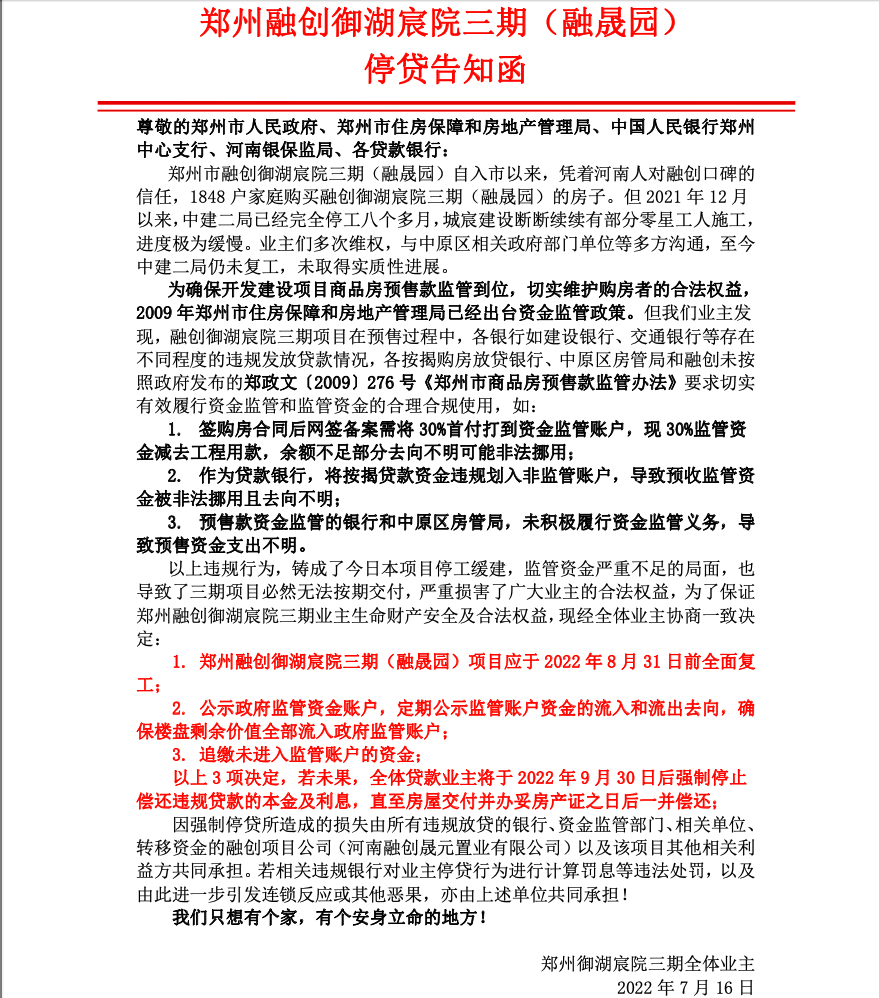 郑州融创御湖宸院三期（融晟园）
停贷告知函
尊敬的郑州市人民政府、郑州市住房保障和房地产管理局、中国人民银行郑州
中心支行、河南银保监局、各贷款银行：
郑州市融创御湖宸院三期（融晟园）自入市以来，凭着河南人对融创口碑的
信任，1848 户家庭购买融创御湖宸院三期（融晟园）的房子。但 2021 年 12 月
以来，中建二局已经完全停工八个多月，城宸建设断断续续有部分零星工人施工，
进度极为缓慢。业主们多次维权，与中原区相关政府部门单位等多方沟通，至今
中建二局仍未复工，未取得实质性进展。
为确保开发建设项目商品房预售款监管到位，切实维护购房者的合法权益，
2009 年郑州市住房保障和房地产管理局已经出台资金监管政策。但我们业主发
现，融创御湖宸院三期项目在预售过程中，各银行如建设银行、交通银行等存在
不同程度的违规发放贷款情况，各按揭购房放贷银行、中原区房管局和融创未按
照政府发布的郑政文〔2009〕276 号《郑州市商品房预售款监管办法》要求切实
有效履行资金监管和监管资金的合理合规使用，如：
1. 签购房合同后网签备案需将 30%首付打到资金监管账户，现 30%监管资
金减去工程用款，余额不足部分去向不明可能非法挪用；
2. 作为贷款银行，将按揭贷款资金违规划入非监管账户，导致预收监管资
金被非法挪用且去向不明；
3. 预售款资金监管的银行和中原区房管局，未积极履行资金监管义务，导
致预售资金支出不明。
以上违规行为，铸成了今日本项目停工缓建，监管资金严重不足的局面，也
导致了三期项目必然无法按期交付，严重损害了广大业主的合法权益，为了保证
郑州融创御湖宸院三期业主生命财产安全及合法权益，现经全体业主协商一致决
定：
1. 郑州融创御湖宸院三期（融晟园）项目应于 2022 年 8 月 31 日前全面复
工；
2. 公示政府监管资金账户，定期公示监管账户资金的流入和流出去向，确
保楼盘剩余价值全部流入政府监管账户；
3. 追缴未进入监管账户的资金；
以上 3 项决定，若未果，全体贷款业主将于 2022 年 9 月 30 日后强制停止
偿还违规贷款的本金及利息，直至房屋交付并办妥房产证之日后一并偿还；
因强制停贷所造成的损失由所有违规放贷的银行、资金监管部门、相关单位、
转移资金的融创项目公司（河南融创晟元置业有限公司）以及该项目其他相关利
益方共同承担。若相关违规银行对业主停贷行为进行计算罚息等违法处罚，以及
由此进一步引发连锁反应或其他恶果，亦由上述单位共同承担！
我们只想有个家，有个安身立命的地方！
郑州御湖宸院三期全体业主
2022 年 7 月 16 日